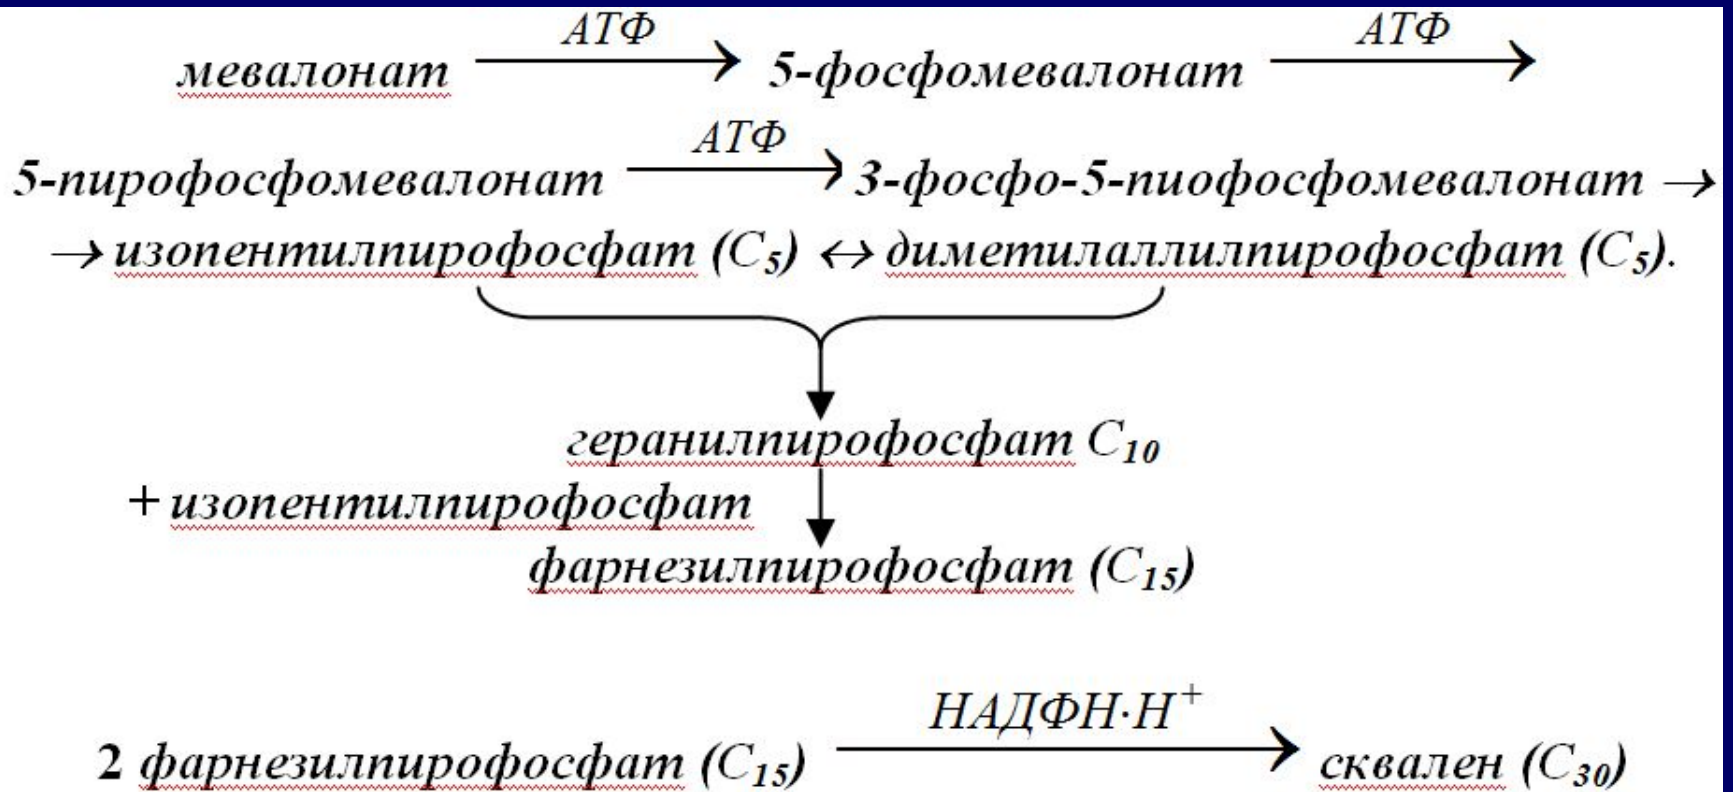 АТФ АТФ
мевалонат → 5-фосфомевалонат →
АТФ
5-пирофосфомевалонат → 3-фосфо-5-пиофосфомевалонат →
→ изопентилпирофосфат (C₅) ↔ диметилаллилпирофосфат (C₅).
геранилпирофосфат C₁₀
+ изопентилпирофосфат
фарнезилпирофосфат (C₁₅)
НАДФН·Н⁺
2 фарнезилпирофосфат (C₁₅) → сквален (C₃₀)